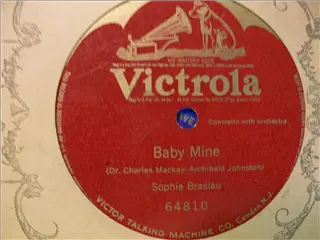 "HIS MASTER'S VOICE"
Victrola
Contralto with orchestra
Baby Mine
(Dr. Charles Mackay-Archibald Johnston)
Sophie Braslau
64810
VICTOR TALKING MACHINE CO. Camden, N.J.